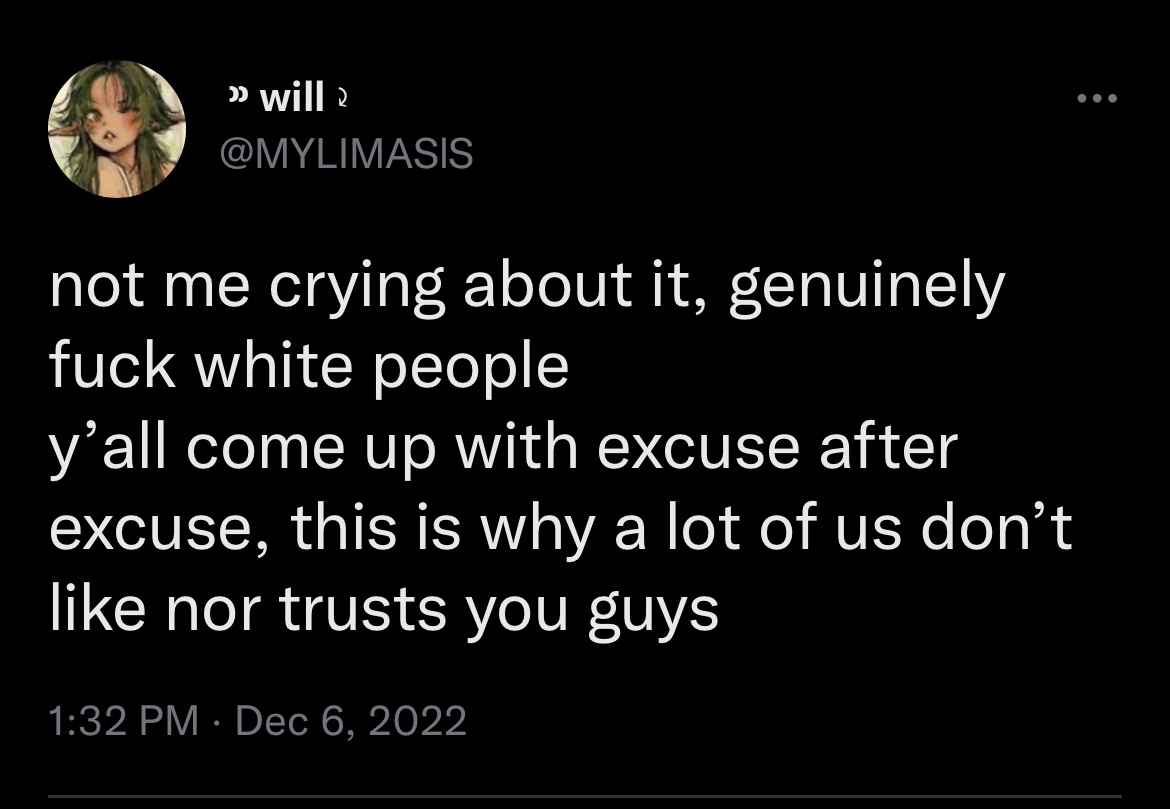 ” will ⤸
@MYLIMASIS
not me crying about it, genuinely
fuck white people
y’all come up with excuse after
excuse, this is why a lot of us don’t
like nor trusts you guys
1:32 PM · Dec 6, 2022